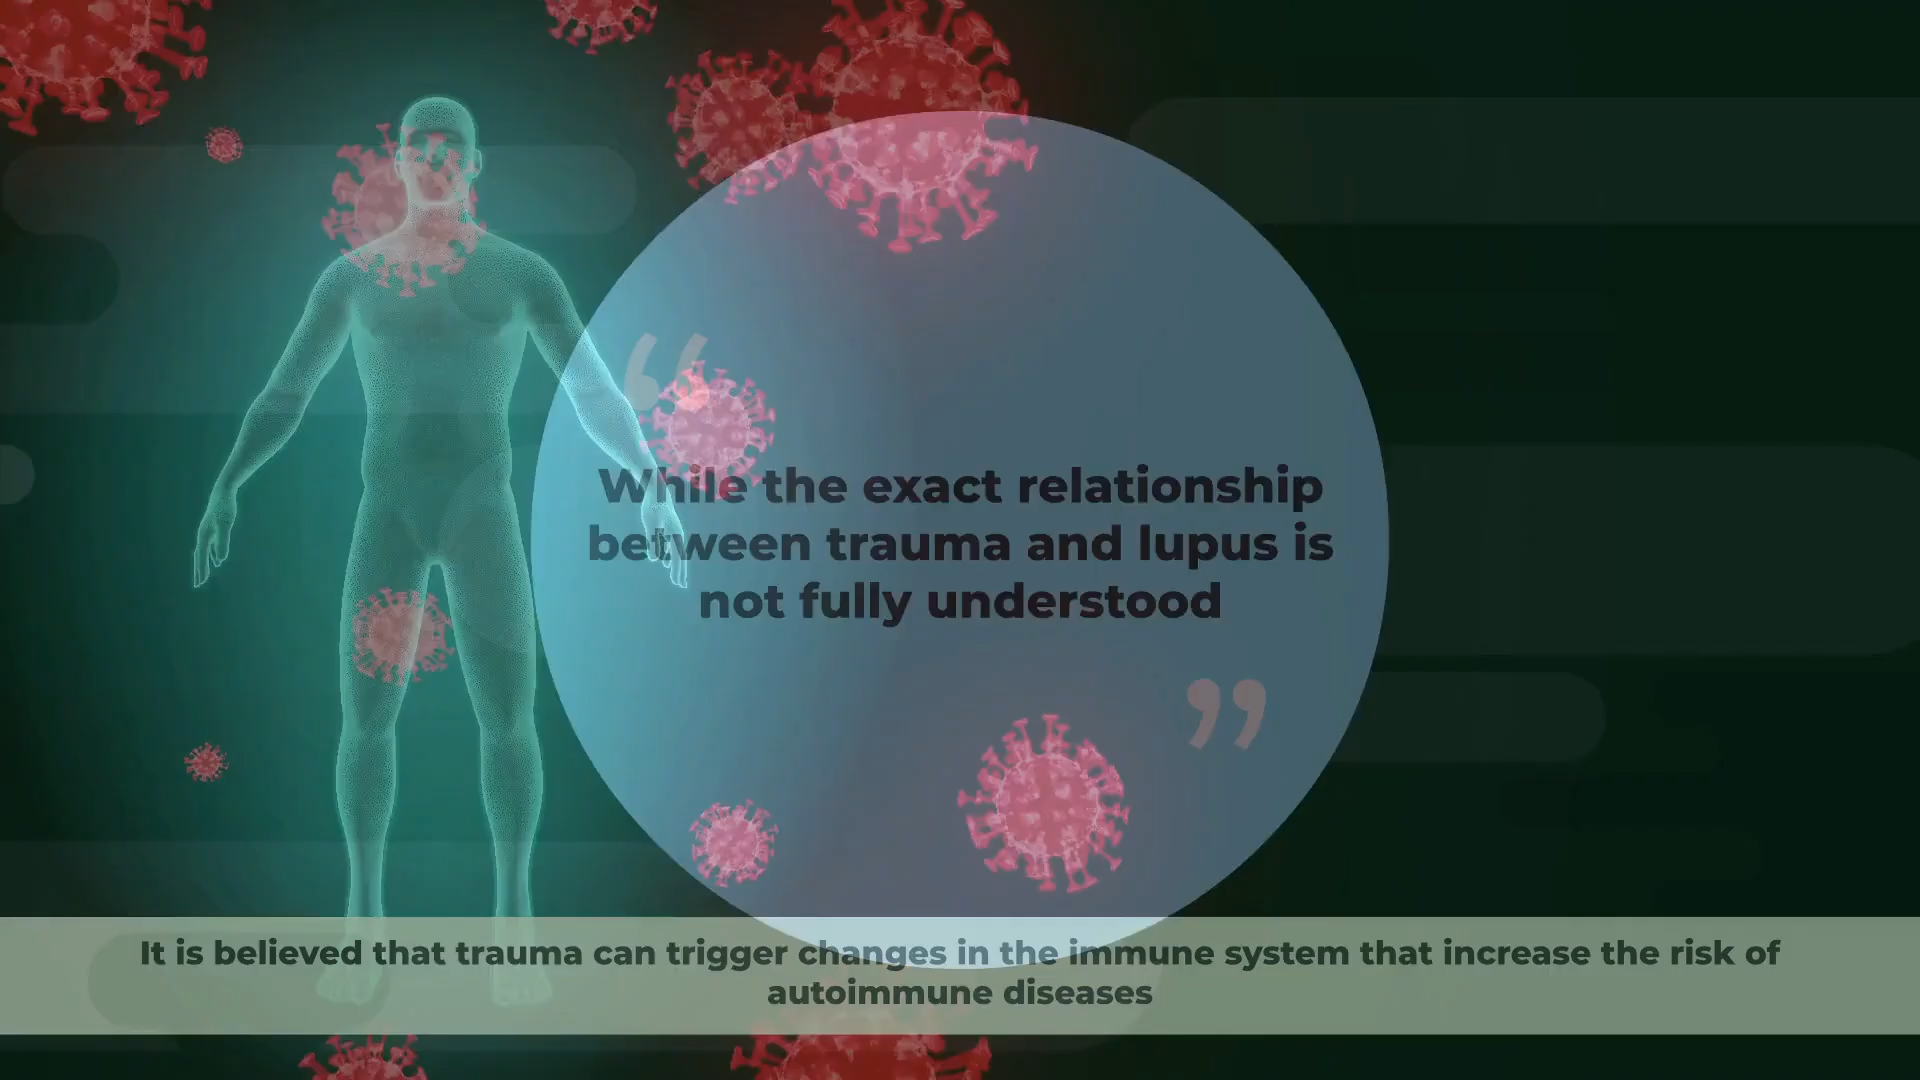 “
While the exact relationship
between trauma and lupus is
not fully understood
”
It is believed that trauma can trigger changes in the immune system that increase the risk of
autoimmune diseases